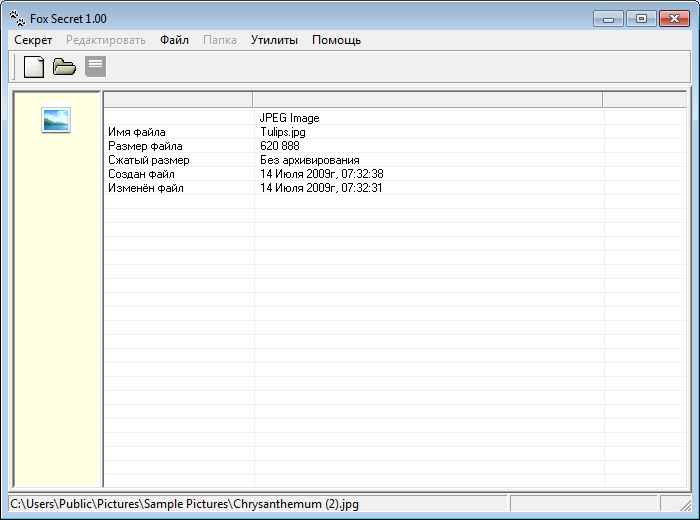 Fox Secret 1.00
Секрет Редактировать Файл Папка Утилиты Помощь
JPEG Image
Имя файла Tulips.jpg
Размер файла 620 888
Сжатый размер Без архивирования
Создан файл 14 Июля 2009г, 07:32:38
Изменён файл 14 Июля 2009г, 07:32:31
C:\Users\Public\Pictures\Sample Pictures\Chrysanthemum (2).jpg